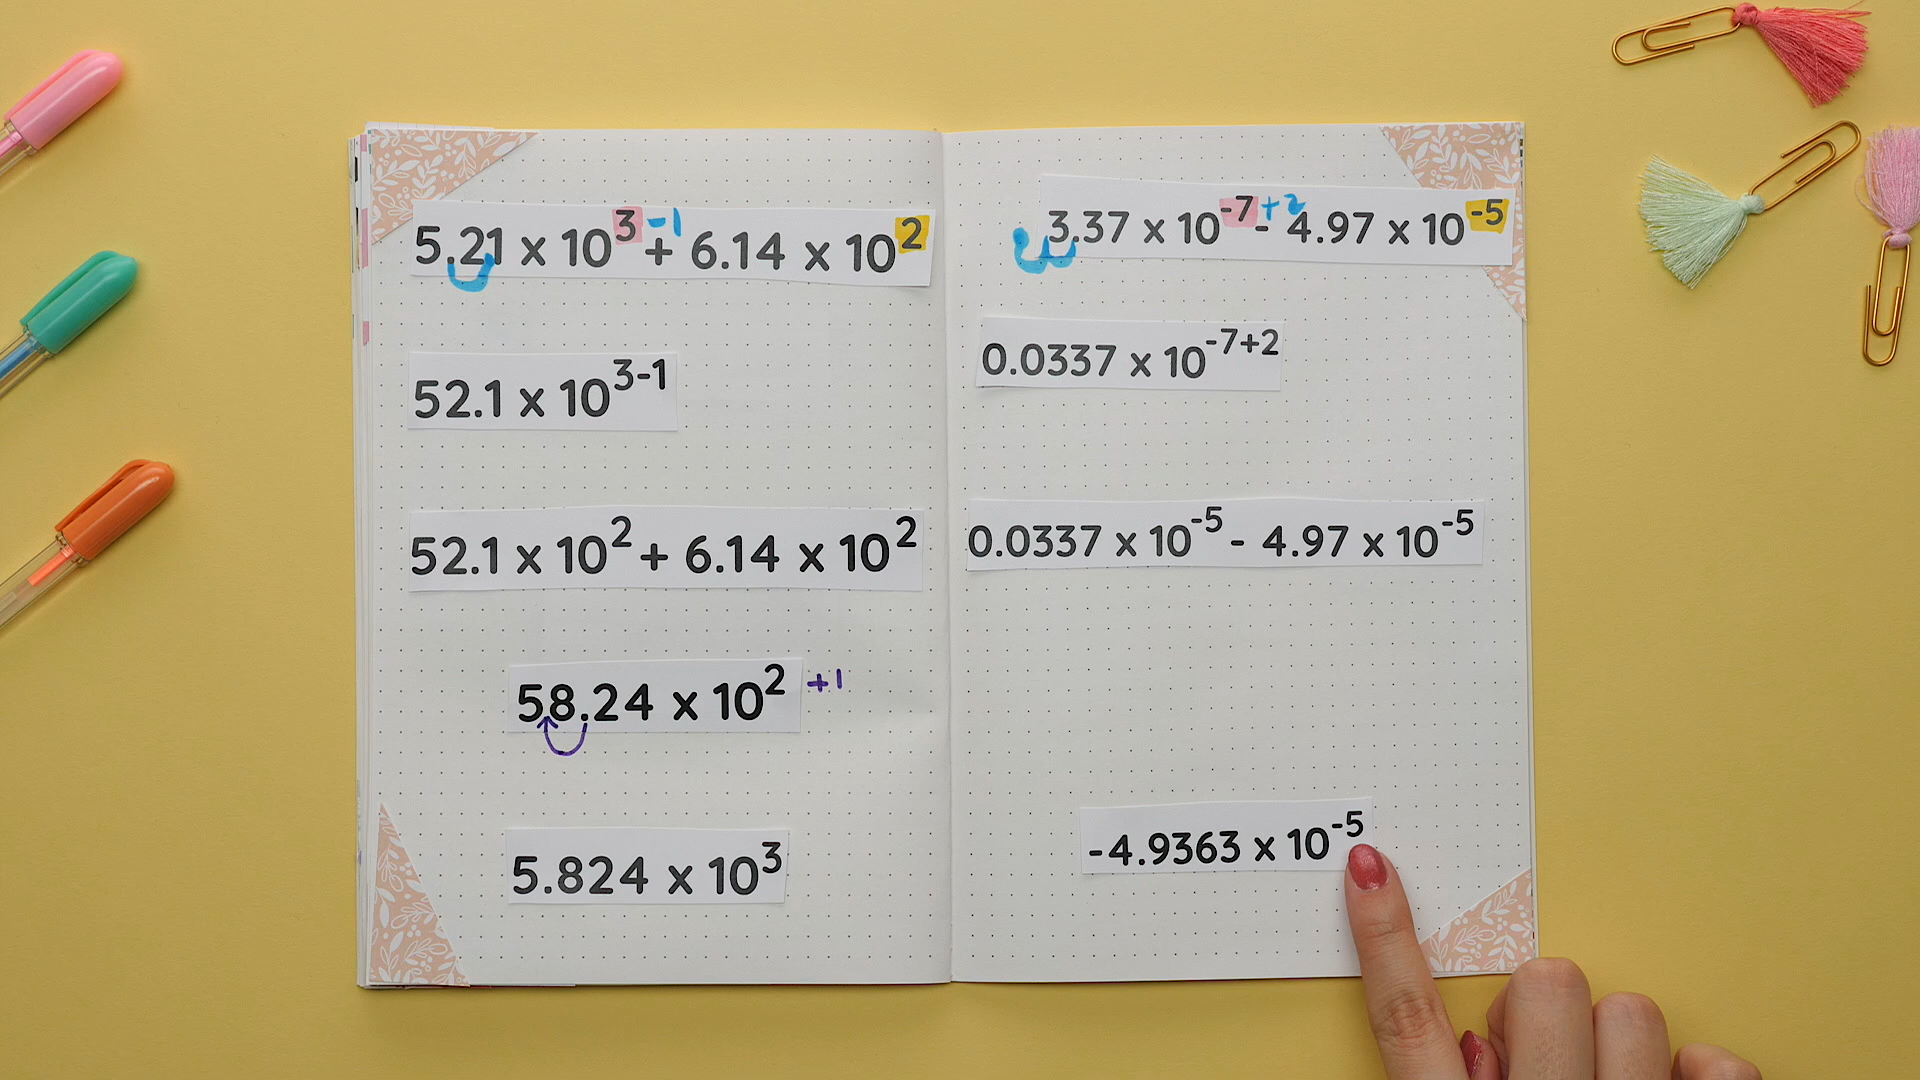 5.21 x 10³⁻¹ + 6.14 x 10²
52.1 x 10³⁻¹
52.1 x 10² + 6.14 x 10²
58.24 x 10² +1
5.824 x 10³
3.37 x 10⁻⁷⁺² - 4.97 x 10⁻⁵
0.0337 x 10⁻⁷⁺²
0.0337 x 10⁻⁵ - 4.97 x 10⁻⁵
-4.9363 x 10⁻⁵